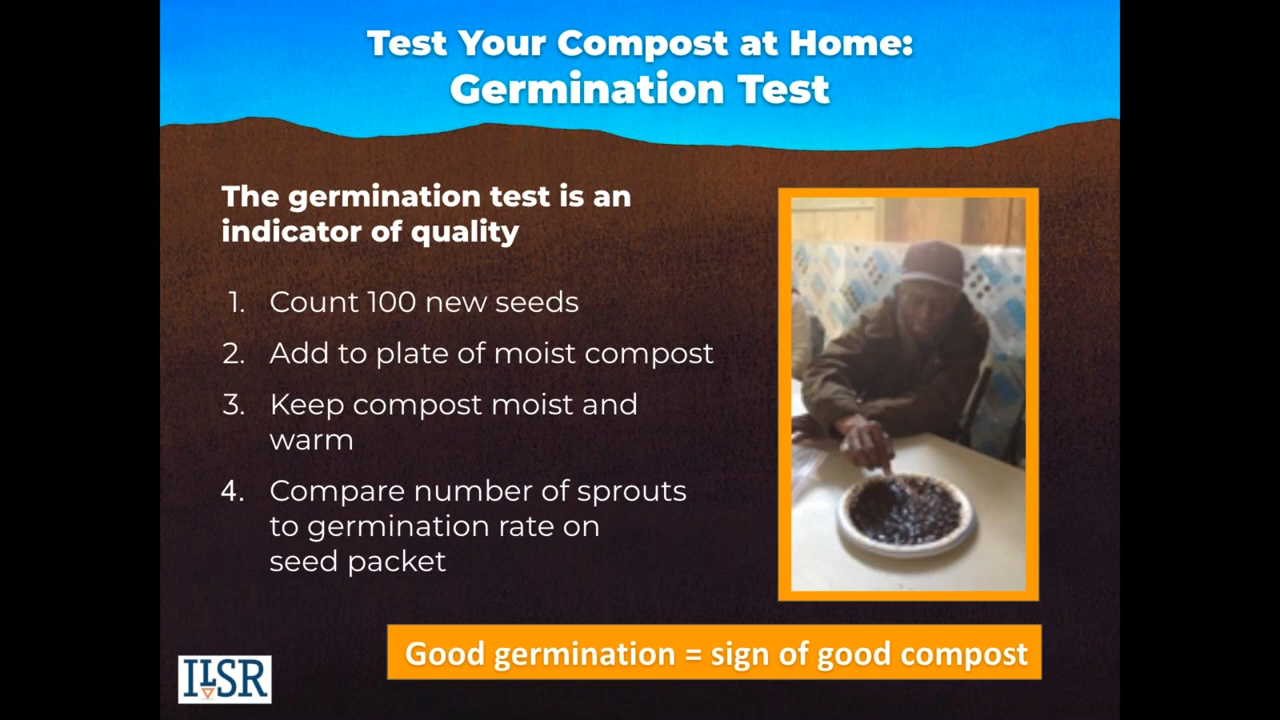 Test Your Compost at Home:
Germination Test
The germination test is an
indicator of quality
1. Count 100 new seeds
2. Add to plate of moist compost
3. Keep compost moist and
warm
4. Compare number of sprouts
to germination rate on
seed packet
Good germination = sign of good compost
ILSR